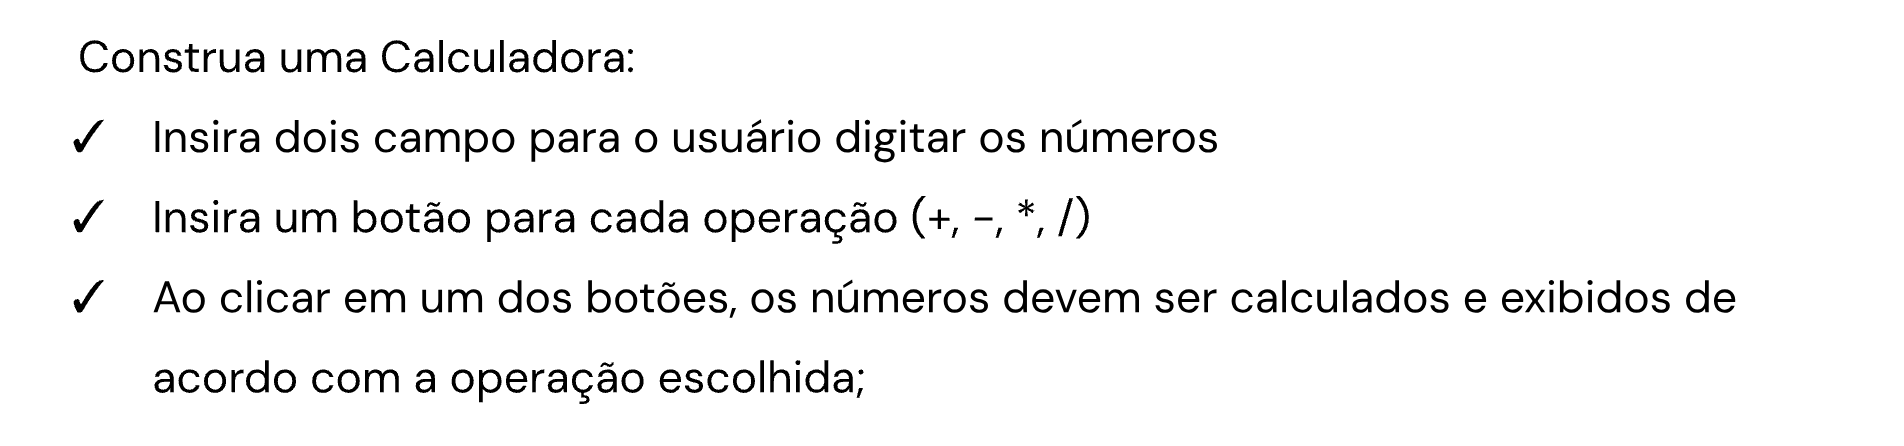 Construa uma Calculadora:
✓ Insira dois campo para o usuário digitar os números
✓ Insira um botão para cada operação (+, -, *, /)
✓ Ao clicar em um dos botões, os números devem ser calculados e exibidos de
acordo com a operação escolhida;